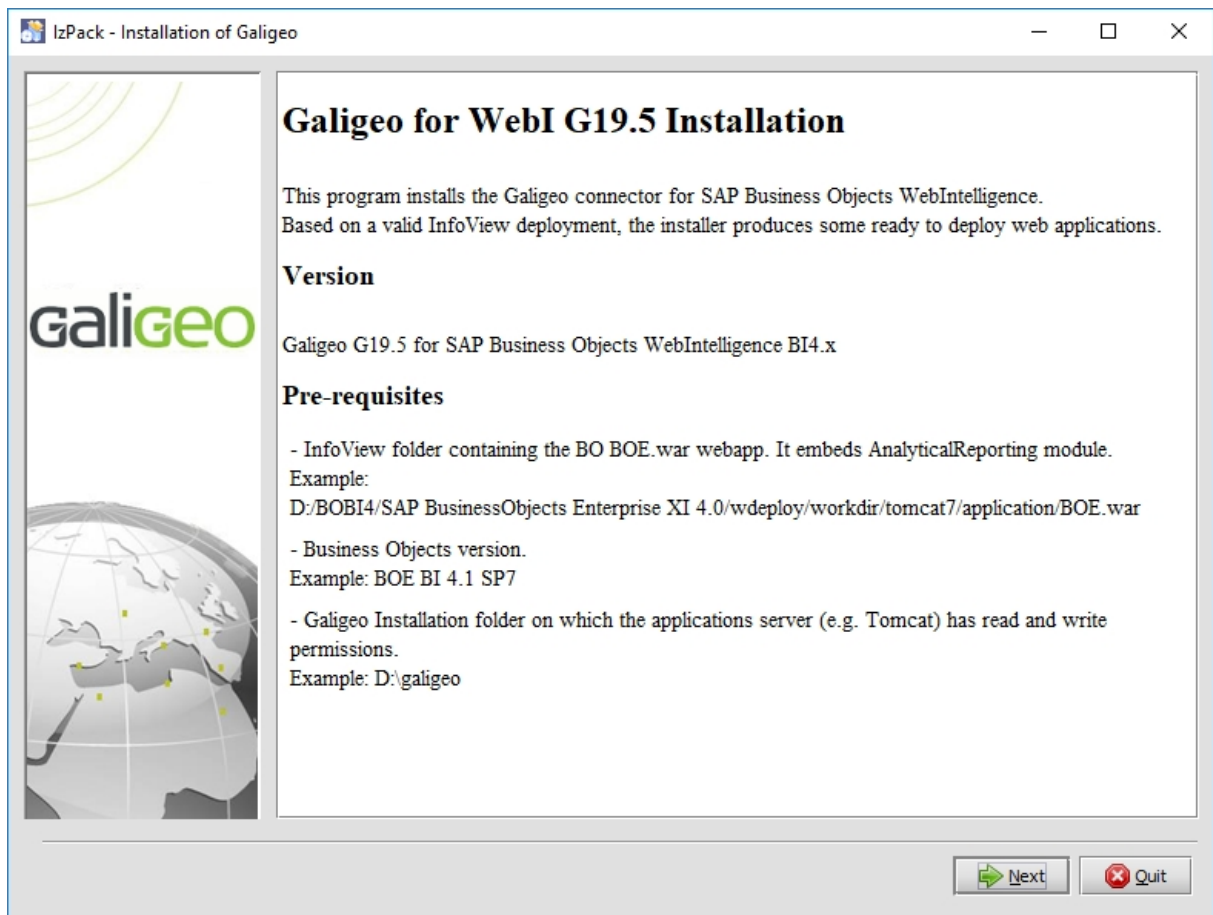 IzPack - Installation of Galigeo
Galigeo for WebI G19.5 Installation
This program installs the Galigeo connector for SAP Business Objects WebIntelligence.
Based on a valid InfoView deployment, the installer produces some ready to deploy web applications.
Version
galigeo
Galigeo G19.5 for SAP Business Objects WebIntelligence BI4.x
Pre-requisites
- InfoView folder containing the BO BOE.war webapp. It embeds AnalyticalReporting module.
Example:
D:/BOBI4/SAP BusinessObjects Enterprise XI 4.0/wdeploy/workdir/tomcat7/application/BOE.war
- Business Objects version.
Example: BOE BI 4.1 SP7
- Galigeo Installation folder on which the applications server (e.g. Tomcat) has read and write
permissions.
Example: D:\galigeo
Next
Quit